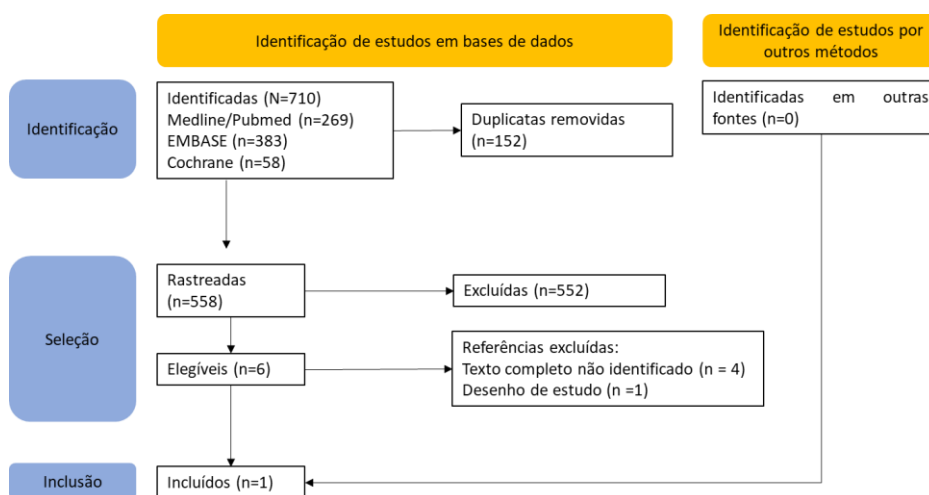 Identificação de estudos em bases de dados
Identificação de estudos por
outros métodos
Identificação
Identificadas (N=710)
Medline/Pubmed (n=269)
EMBASE (n=383)
Cochrane (n=58)
Duplicatas removidas
(n=152)
Identificadas em outras
fontes (n=0)
Seleção
Rastreadas
(n=558)
Excluídas (n=552)
Elegíveis (n=6)
Referências excluídas:
Texto completo não identificado (n = 4)
Desenho de estudo (n =1)
Inclusão
Incluídos (n=1)